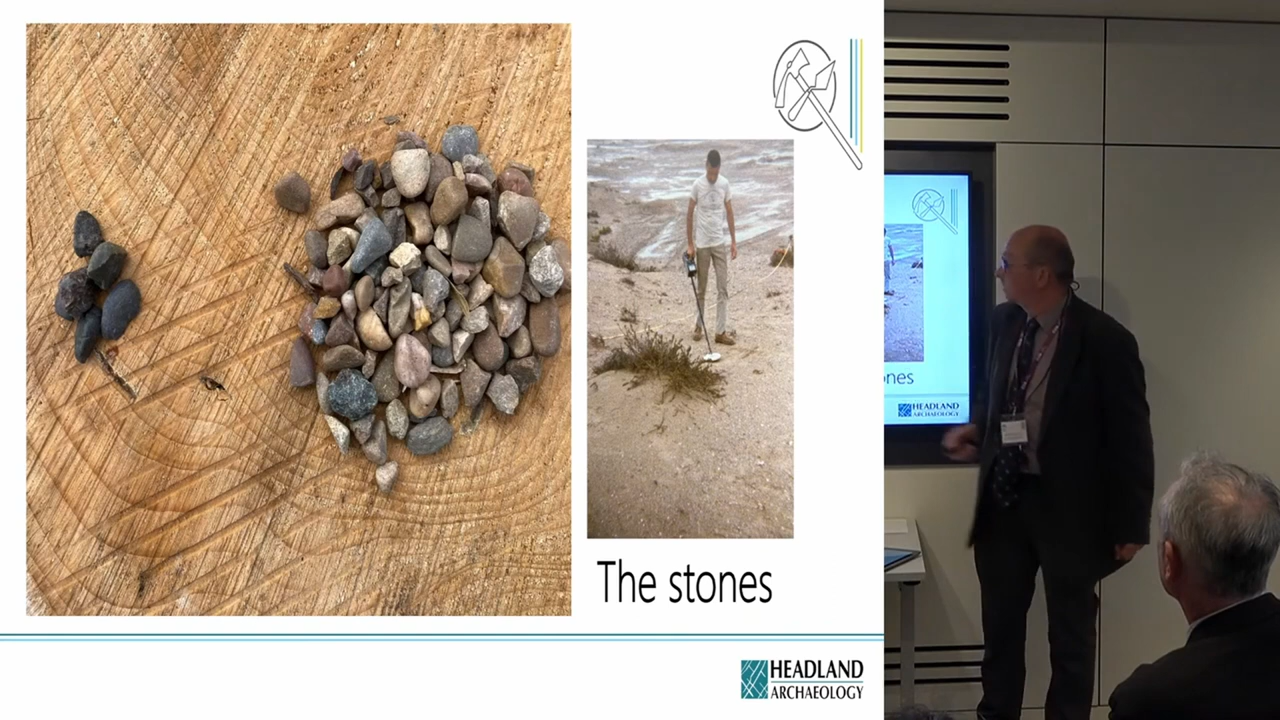 The stones
HEADLAND
ARCHAEOLOGY
ones
HEADLAND
ARCHAEOLOGY